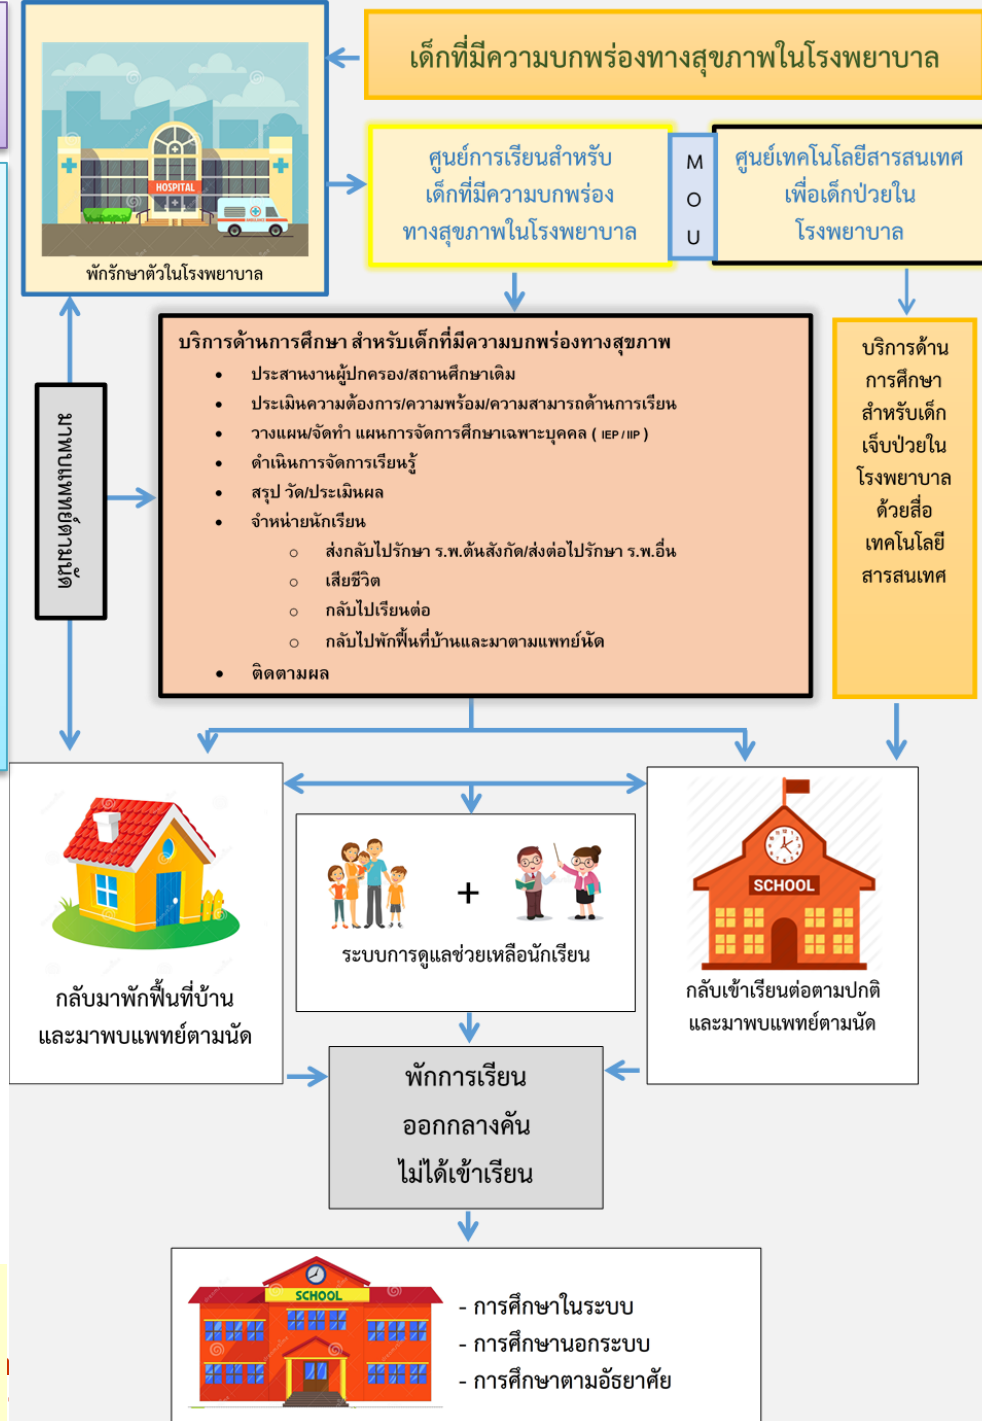 เด็กที่มีความบกพร่องทางสุขภาพในโรงพยาบาล
HOSPITAL
พักรักษาตัวในโรงพยาบาล
ศูนย์การเรียนสำหรับ
เด็กที่มีความบกพร่อง
ทางสุขภาพในโรงพยาบาล
M
O
U
ศูนย์เทคโนโลยีสารสนเทศ
เพื่อเด็กป่วยใน
โรงพยาบาล
มาพบแพทย์ตามนัด
บริการด้านการศึกษา สำหรับเด็กที่มีความบกพร่องทางสุขภาพ
• ประสานงานผู้ปกครอง/สถานศึกษาเดิม
• ประเมินความต้องการ/ความพร้อม/ความสามารถด้านการเรียน
• วางแผน/จัดทำ แผนการจัดการศึกษาเฉพาะบุคคล ( IEP / IIP )
• ดำเนินการจัดการเรียนรู้
• สรุป วัด/ประเมินผล
• จำหน่ายนักเรียน
o ส่งกลับไปรักษา ร.พ.ต้นสังกัด/ส่งต่อไปรักษา ร.พ.อื่น
o เสียชีวิต
o กลับไปเรียนต่อ
o กลับไปพักฟื้นที่บ้านและมาตามแพทย์นัด
• ติดตามผล
บริการด้าน
การศึกษา
สำหรับเด็ก
เจ็บป่วยใน
โรงพยาบาล
ด้วยสื่อ
เทคโนโลยี
สารสนเทศ
กลับมาพักฟื้นที่บ้าน
และมาพบแพทย์ตามนัด
+
ระบบการดูแลช่วยเหลือนักเรียน
SCHOOL
กลับเข้าเรียนต่อตามปกติ
และมาพบแพทย์ตามนัด
พักการเรียน
ออกกลางคัน
ไม่ได้เข้าเรียน
SCHOOL
- การศึกษาในระบบ
- การศึกษานอกระบบ
- การศึกษาตามอัธยาศัย